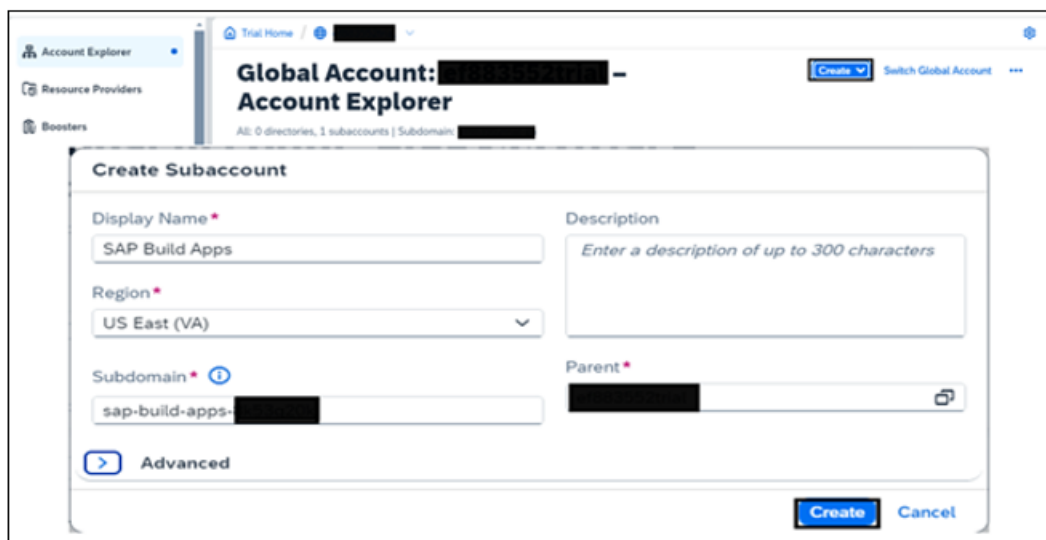 Trial Home /
Account Explorer
Global Account: –
Account Explorer
Create
Switch Global Account
Resource Providers
Boosters
All: 0 directories, 1 subaccounts | Subdomain:
Create Subaccount
Display Name*
SAP Build Apps
Description
Enter a description of up to 300 characters
Region*
US East (VA)
Subdomain*
sap-build-apps-
Parent*
Advanced
Create
Cancel